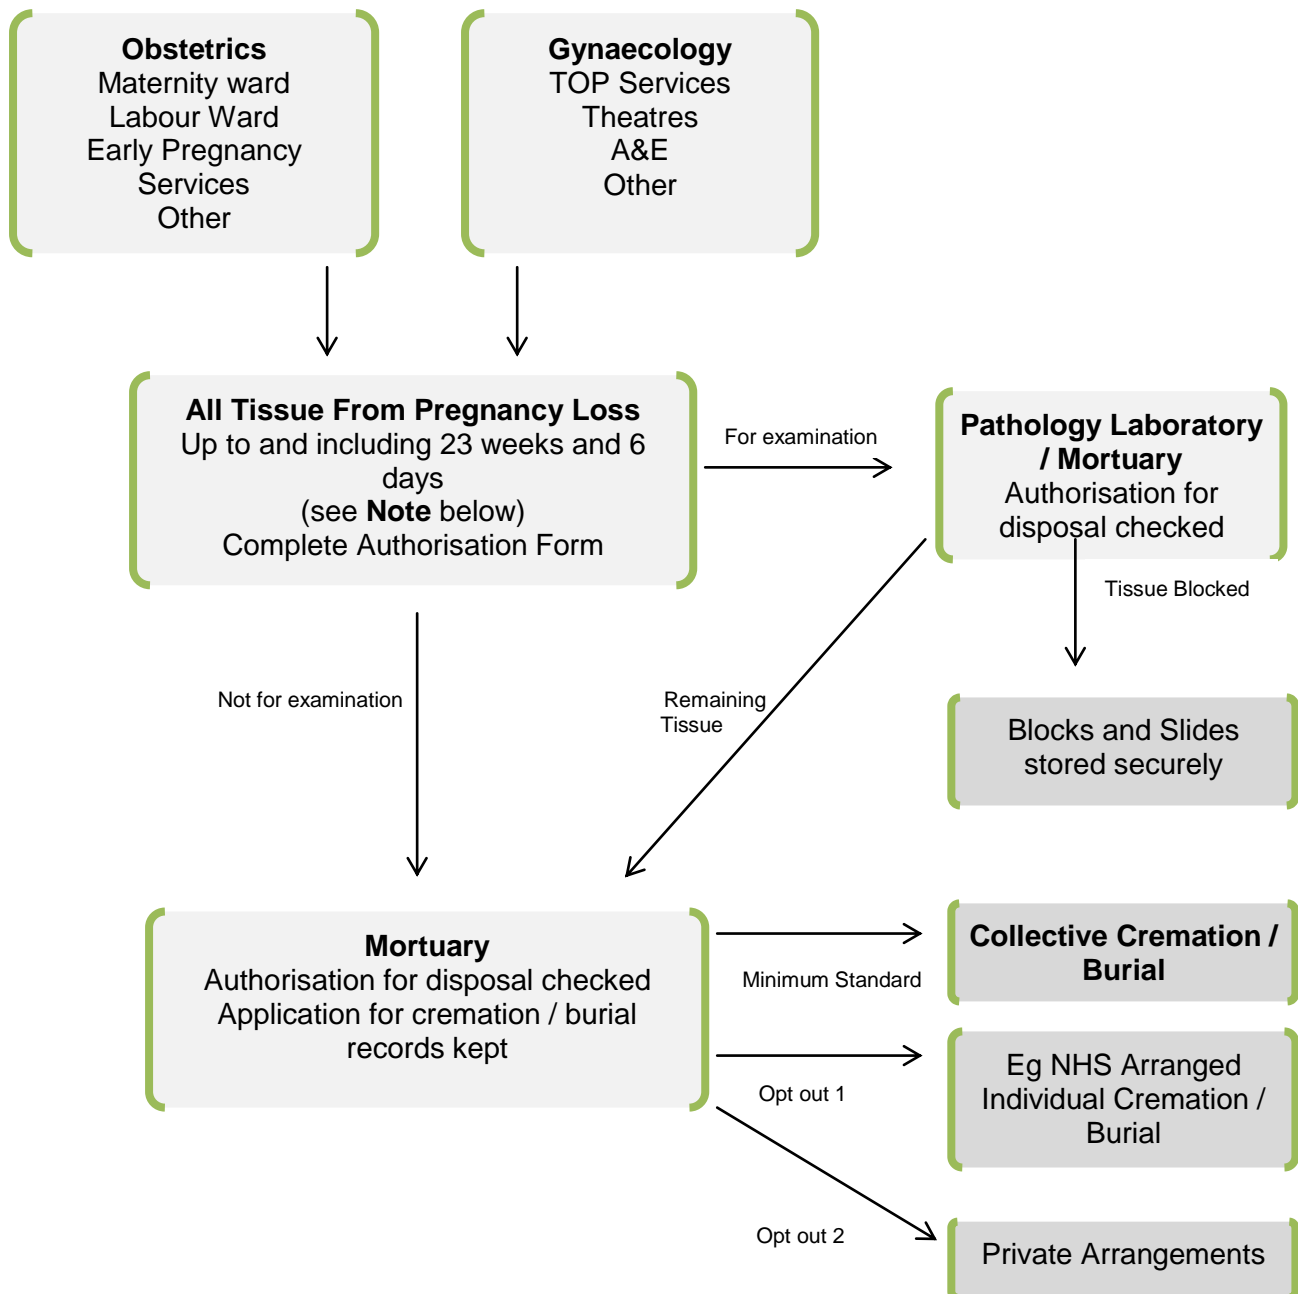 Obstetrics
Maternity ward
Labour Ward
Early Pregnancy
Services
Other
Gynaecology
TOP Services
Theatres
A&E
Other
All Tissue From Pregnancy Loss
Up to and including 23 weeks and 6
days
(see Note below)
Complete Authorisation Form
For examination
Pathology Laboratory
/ Mortuary
Authorisation for
disposal checked
Tissue Blocked
Not for examination
Remaining
Tissue
Blocks and Slides
stored securely
Mortuary
Authorisation for disposal checked
Application for cremation / burial
records kept
Minimum Standard
Collective Cremation /
Burial
Opt out 1
Eg NHS Arranged
Individual Cremation /
Burial
Opt out 2
Private Arrangements